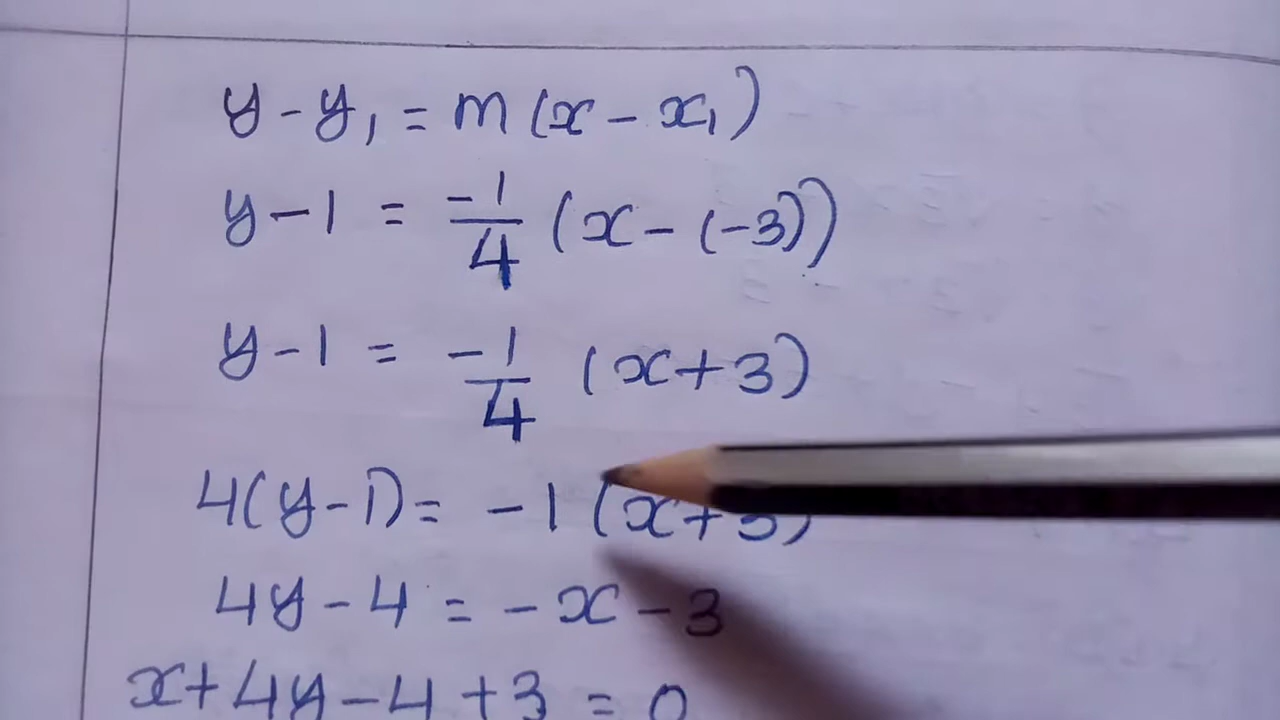 y - y₁ = m (x - x₁)
y - 1 = -1/4 (x - (-3))
y - 1 = -1/4 (x + 3)
4(y - 1) = -1 (x + 3)
4y - 4 = -x - 3
x + 4y - 4 + 3 = 0